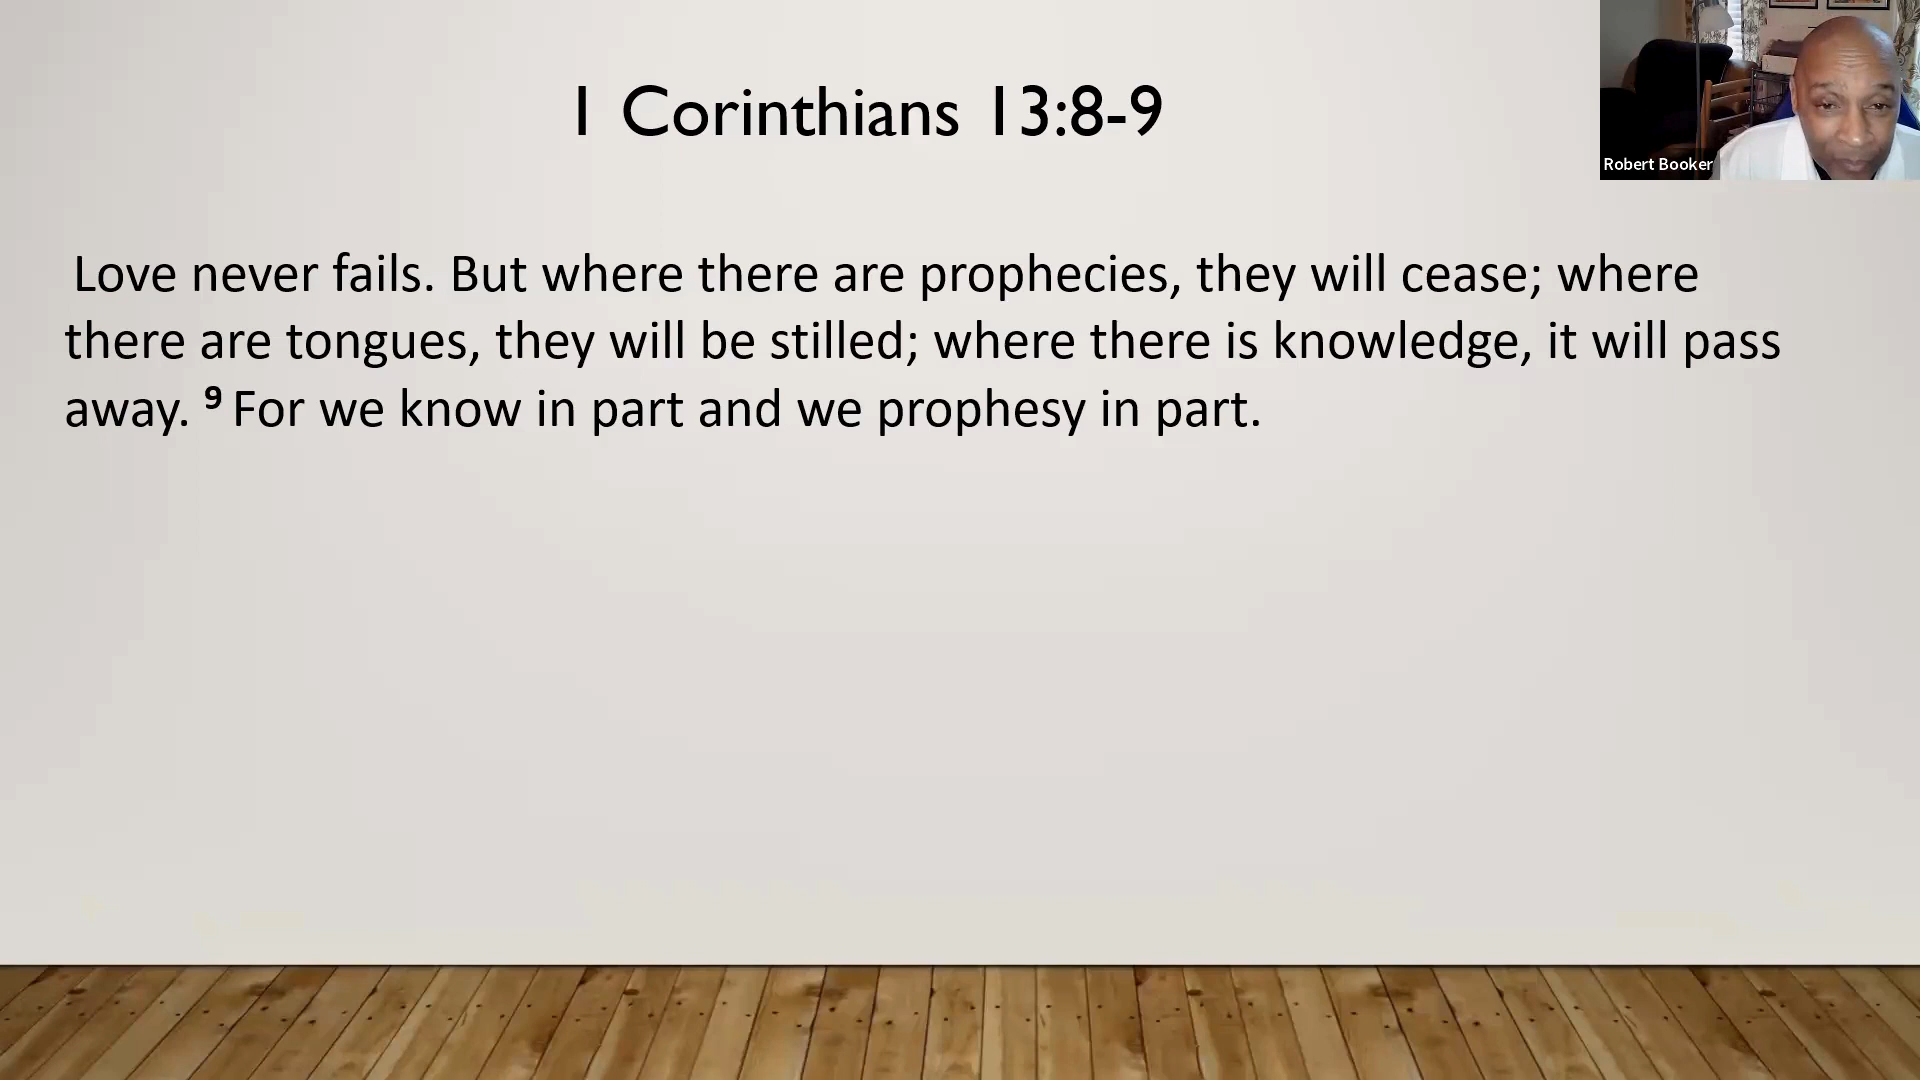 1 Corinthians 13:8-9
Robert Booker
Love never fails. But where there are prophecies, they will cease; where
there are tongues, they will be stilled; where there is knowledge, it will pass
away. ⁹ For we know in part and we prophesy in part.